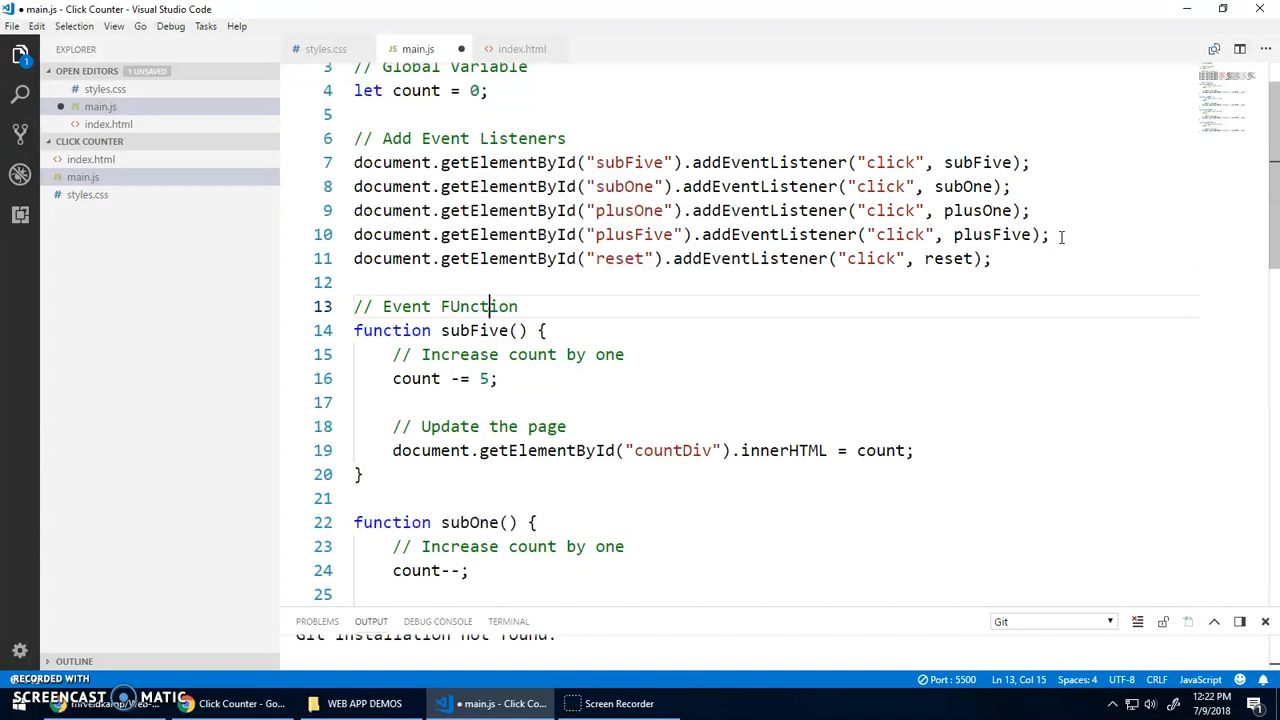 ● main.js - Click Counter - Visual Studio Code
File Edit Selection View Go Debug Tasks Help
EXPLORER
# styles.css JS main.js ● <> index.html
OPEN EDITORS 1 UNSAVED
# styles.css
● JS main.js
<> index.html
CLICK COUNTER
<> index.html
JS main.js
# styles.css
3 // Global Variable
4 let count = 0;
5
6 // Add Event Listeners
7 document.getElementById("subFive").addEventListener("click", subFive);
8 document.getElementById("subOne").addEventListener("click", subOne);
9 document.getElementById("plusOne").addEventListener("click", plusOne);
10 document.getElementById("plusFive").addEventListener("click", plusFive);
11 document.getElementById("reset").addEventListener("click", reset);
12
13 // Event FUnction
14 function subFive() {
15 // Increase count by one
16 count -= 5;
17
18 // Update the page
19 document.getElementById("countDiv").innerHTML = count;
20 }
21
22 function subOne() {
23 // Increase count by one
24 count--;
25
PROBLEMS OUTPUT DEBUG CONSOLE TERMINAL Git
Git installation not found.
OUTLINE
Port : 5500 Ln 13, Col 15 Spaces: 4 UTF-8 CRLF JavaScript
RECORDED WITH
SCREENCAST MATIC
mrveldkamp/Web-... Click Counter - Go... WEB APP DEMOS ● main.js - Click Co... Screen Recorder
12:22 PM
7/9/2018